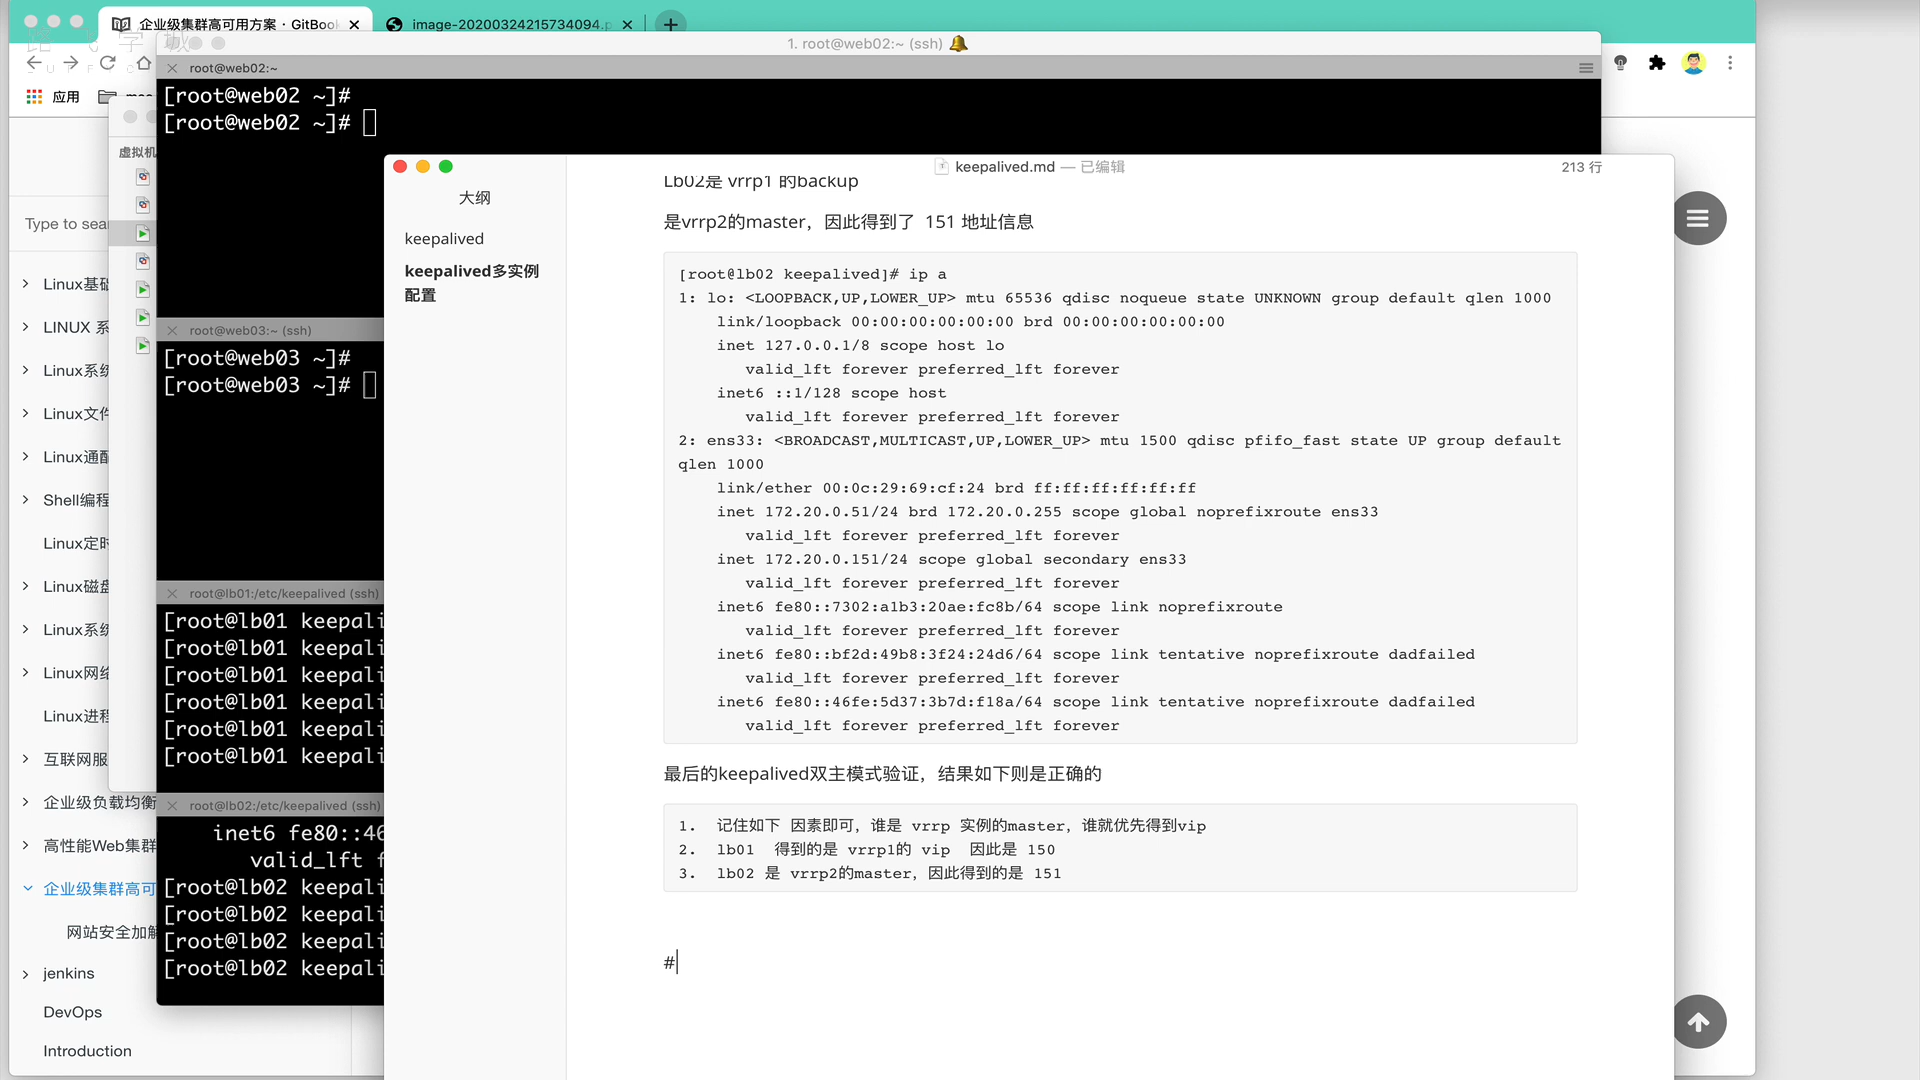 企业级集群高可用方案 · GitBook
image-20200324215734094.p
1. root@web02:~ (ssh)
root@web02:~
应用
[root@web02 ~]#
[root@web02 ~]#
虚拟机
Type to sear
Linux基础
LINUX 系
Linux系统
Linux文件
Linux通配
Shell编程
Linux定时
Linux磁盘
Linux系统
Linux网络
Linux进程
互联网服
企业级负载均衡
高性能Web集群
企业级集群高可
网站安全加解
jenkins
DevOps
Introduction
root@web03:~ (ssh)
[root@web03 ~]#
[root@web03 ~]#
root@lb01:/etc/keepalived (ssh)
[root@lb01 keepali
[root@lb01 keepali
[root@lb01 keepali
[root@lb01 keepali
[root@lb01 keepali
[root@lb01 keepali
root@lb02:/etc/keepalived (ssh)
inet6 fe80::46
valid_lft f
[root@lb02 keepali
[root@lb02 keepali
[root@lb02 keepali
[root@lb02 keepali
keepalived.md — 已编辑
213 行
大纲
keepalived
keepalived多实例
配置
Lb02是 vrrp1 的backup
是vrrp2的master，因此得到了 151 地址信息
[root@lb02 keepalived]# ip a
1: lo: <LOOPBACK,UP,LOWER_UP> mtu 65536 qdisc noqueue state UNKNOWN group default qlen 1000
link/loopback 00:00:00:00:00:00 brd 00:00:00:00:00:00
inet 127.0.0.1/8 scope host lo
valid_lft forever preferred_lft forever
inet6 ::1/128 scope host
valid_lft forever preferred_lft forever
2: ens33: <BROADCAST,MULTICAST,UP,LOWER_UP> mtu 1500 qdisc pfifo_fast state UP group default
qlen 1000
link/ether 00:0c:29:69:cf:24 brd ff:ff:ff:ff:ff:ff
inet 172.20.0.51/24 brd 172.20.0.255 scope global noprefixroute ens33
valid_lft forever preferred_lft forever
inet 172.20.0.151/24 scope global secondary ens33
valid_lft forever preferred_lft forever
inet6 fe80::7302:a1b3:20ae:fc8b/64 scope link noprefixroute
valid_lft forever preferred_lft forever
inet6 fe80::bf2d:49b8:3f24:24d6/64 scope link tentative noprefixroute dadfailed
valid_lft forever preferred_lft forever
inet6 fe80::46fe:5d37:3b7d:f18a/64 scope link tentative noprefixroute dadfailed
valid_lft forever preferred_lft forever
最后的keepalived双主模式验证，结果如下则是正确的
1. 记住如下 因素即可，谁是 vrrp 实例的master，谁就优先得到vip
2. lb01 得到的是 vrrp1的 vip 因此是 150
3. lb02 是 vrrp2的master，因此得到的是 151
#